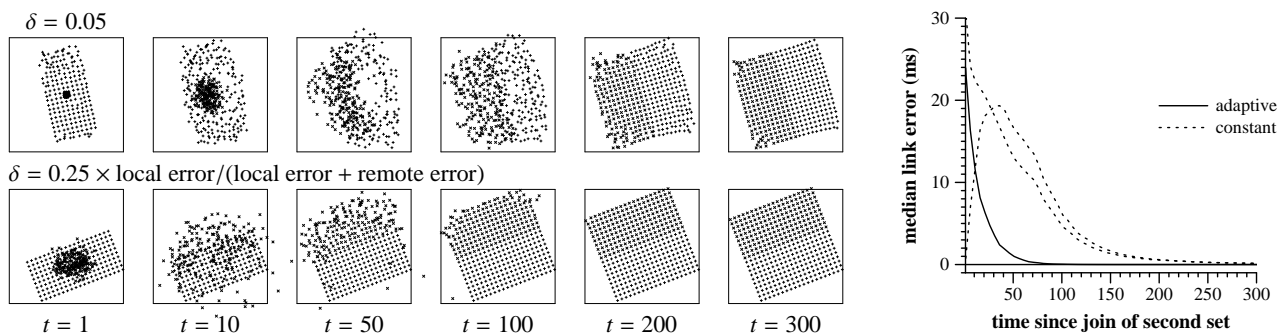 δ = 0.05
δ = 0.25 × local error/(local error + remote error)
t = 1
t = 10
t = 50
t = 100
t = 200
t = 300
median link error (ms)
30
20
10
0
adaptive
constant
50
100
150
200
250
300
time since join of second set